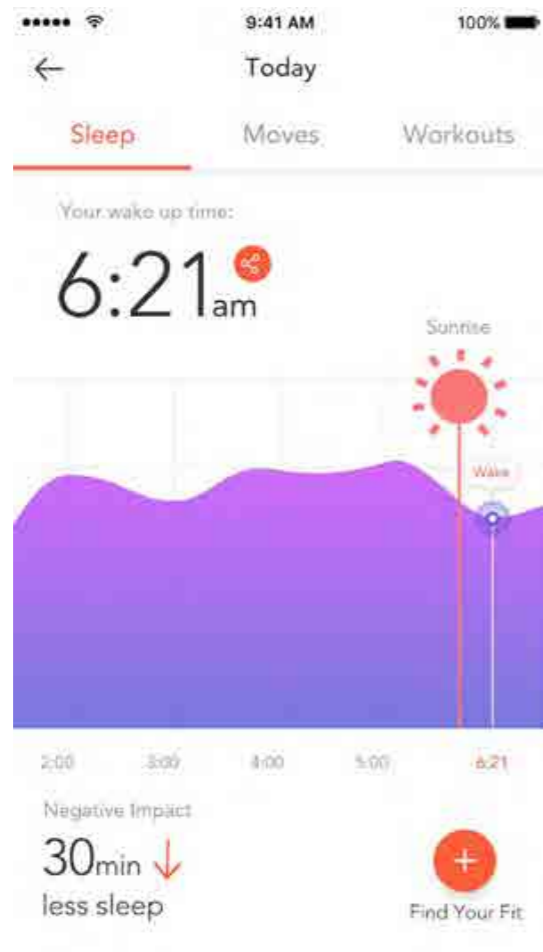 9:41 AM 100%
Today
Sleep Moves Workouts
Your wake up time:
6:21am
Sunrise
Wake
2:00 3:00 4:00 5:00 6:21
Negative Impact
30min
less sleep
Find Your Fit